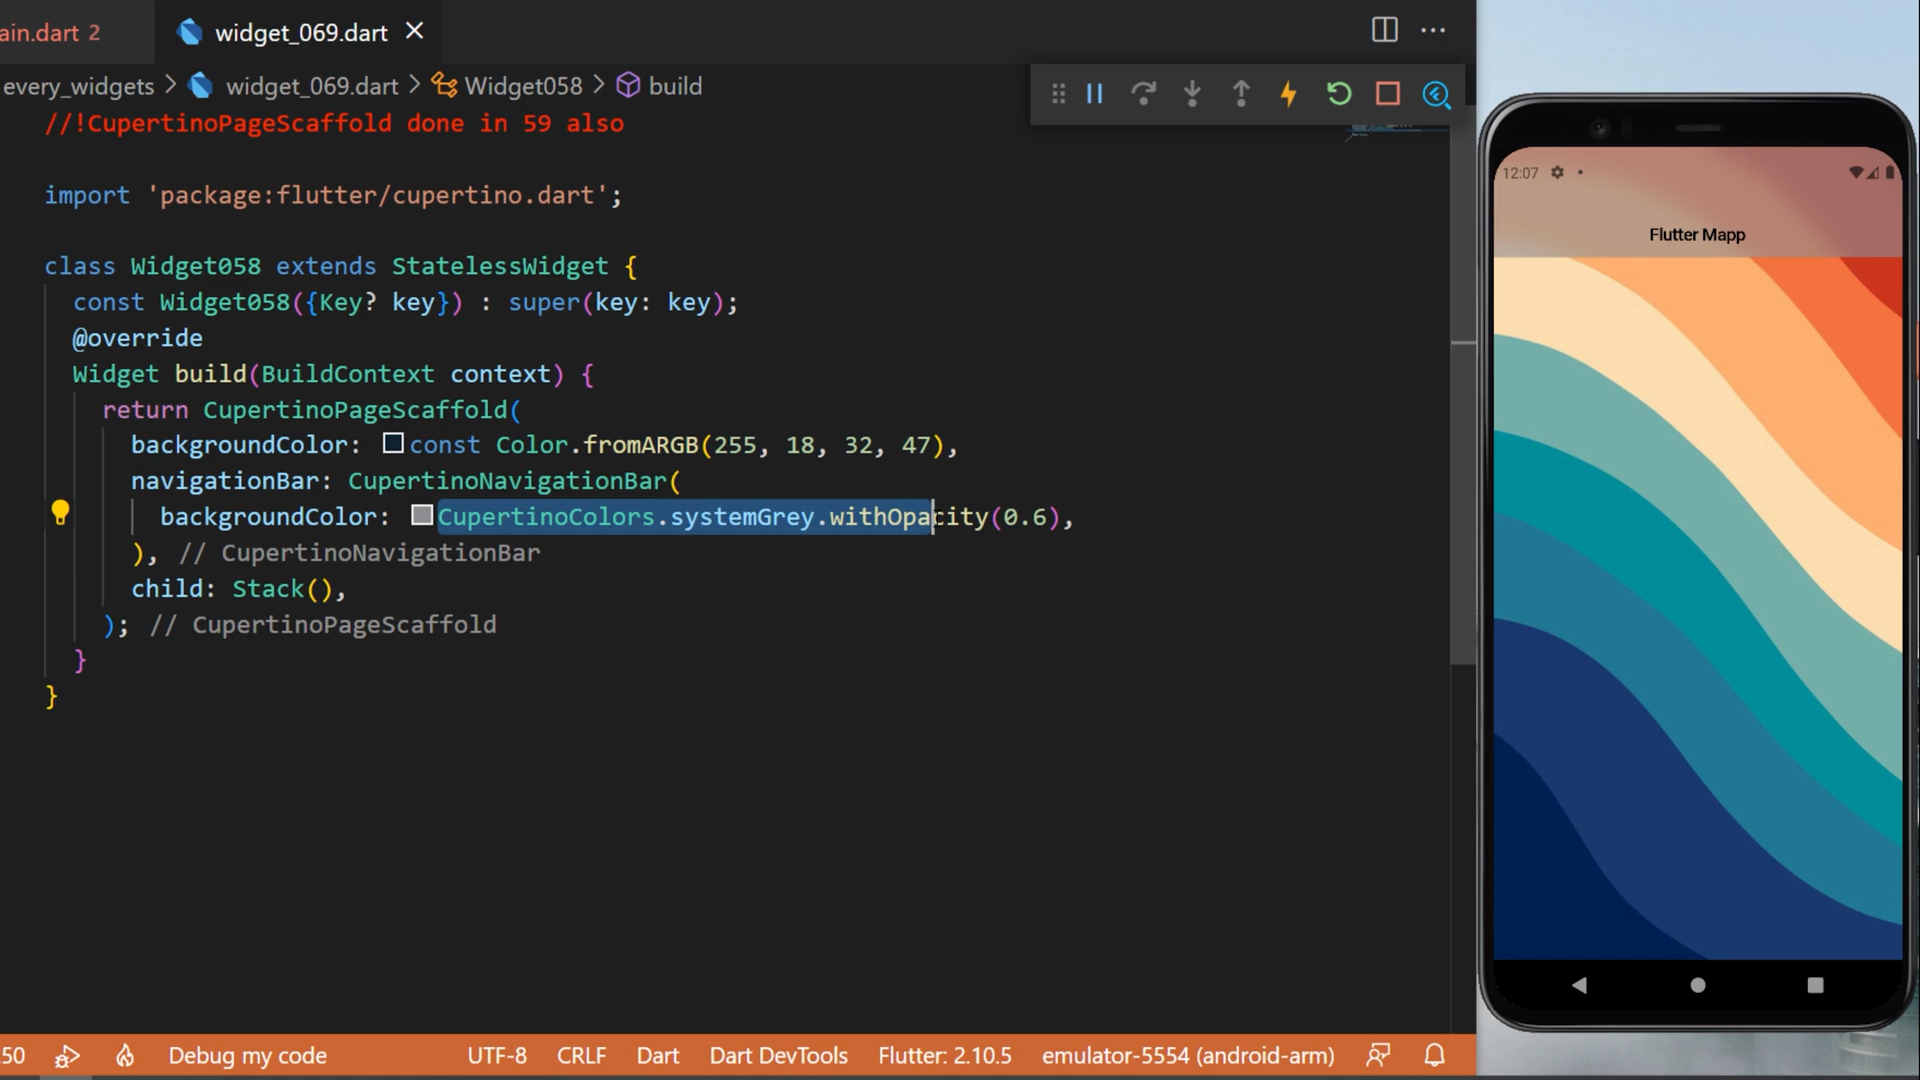 ain.dart 2
widget_069.dart
every_widgets > widget_069.dart > Widget058 > build
//!CupertinoPageScaffold done in 59 also
import 'package:flutter/cupertino.dart';
class Widget058 extends StatelessWidget {
const Widget058({Key? key}) : super(key: key);
@override
Widget build(BuildContext context) {
return CupertinoPageScaffold(
backgroundColor: const Color.fromARGB(255, 18, 32, 47),
navigationBar: CupertinoNavigationBar(
backgroundColor: CupertinoColors.systemGrey.withOpacity(0.6),
), // CupertinoNavigationBar
child: Stack(),
); // CupertinoPageScaffold
}
}
12:07
Flutter Mapp
50 Debug my code UTF-8 CRLF Dart Dart DevTools Flutter: 2.10.5 emulator-5554 (android-arm)